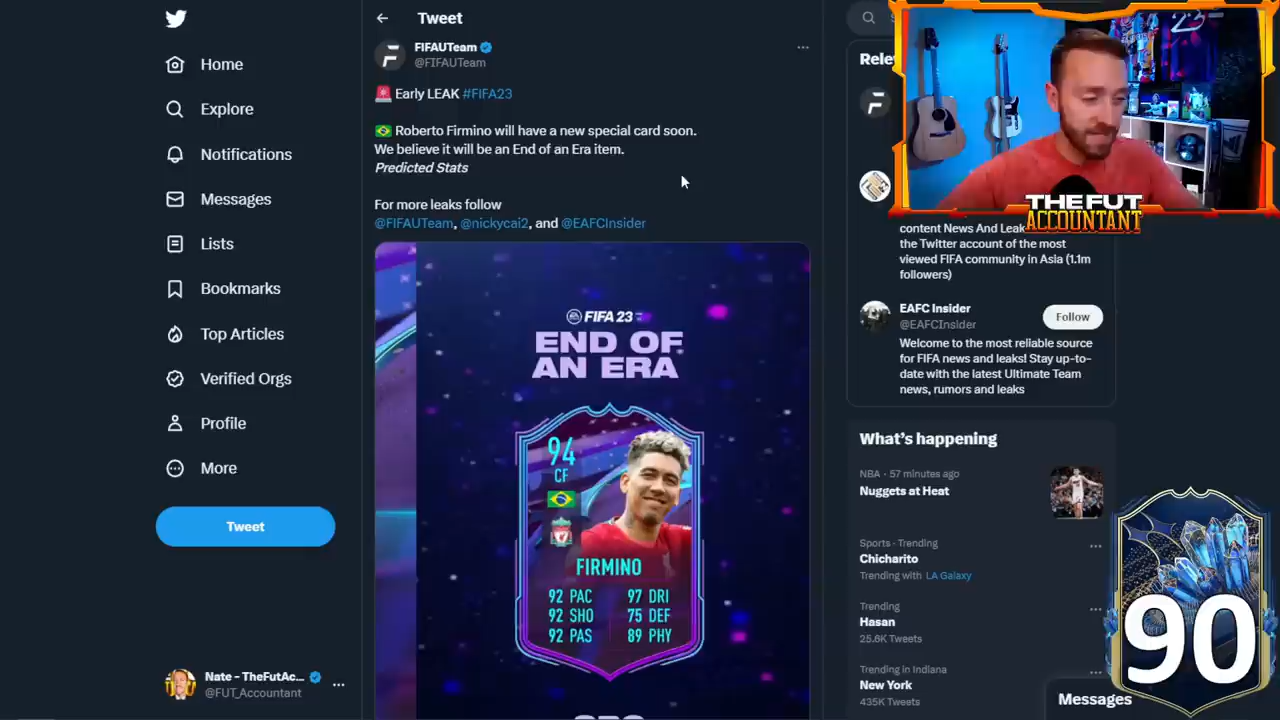 Home
Explore
Notifications
Messages
Lists
Bookmarks
Top Articles
Verified Orgs
Profile
More
Tweet
Nate - TheFutAc...
@FUT_Accountant
Tweet
FIFAUTeam
@FIFAUTeam
Early LEAK #FIFA23
Roberto Firmino will have a new special card soon.
We believe it will be an End of an Era item.
Predicted Stats
For more leaks follow
@FIFAUTeam, @nickycai2, and @EAFCInsider
FIFA 23
END OF
AN ERA
94
CF
FIRMINO
92 PAC 97 DRI
92 SHO 75 DEF
92 PAS 89 PHY
THE FUT
ACCOUNTANT
content News And Leak
the Twitter account of the most
viewed FIFA community in Asia (1.1m
followers)
EAFC Insider
@EAFCInsider
Follow
Welcome to the most reliable source
for FIFA news and leaks! Stay up-to-
date with the latest Ultimate Team
news, rumors and leaks
What's happening
NBA · 57 minutes ago
Nuggets at Heat
Sports · Trending
Chicharito
Trending with LA Galaxy
Trending
Hasan
25.6K Tweets
Trending in Indiana
New York
435K Tweets
Messages
90